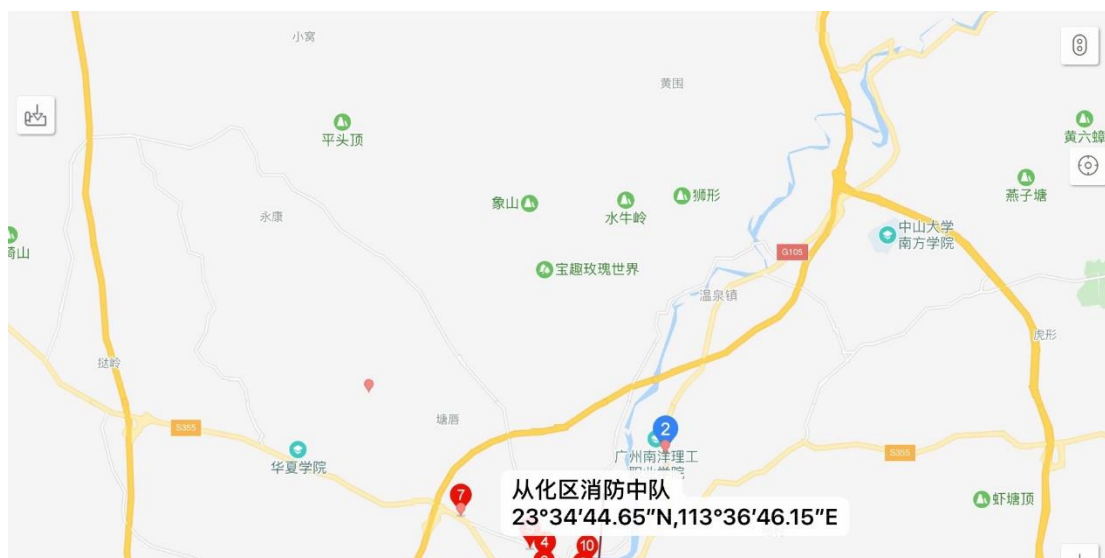 小窝
黄围
平头顶
黄六蟑
燕子塘
象山
狮形
水牛岭
永康
中山大学
南方学院
G105
宝趣玫瑰世界
温泉镇
虎形
挞岭
塘唇
S355
2
广州南洋理工
S355
华夏学院
从化区消防中队
23°34′44.65″N,113°36′46.15″E
虾塘顶
7
4
10